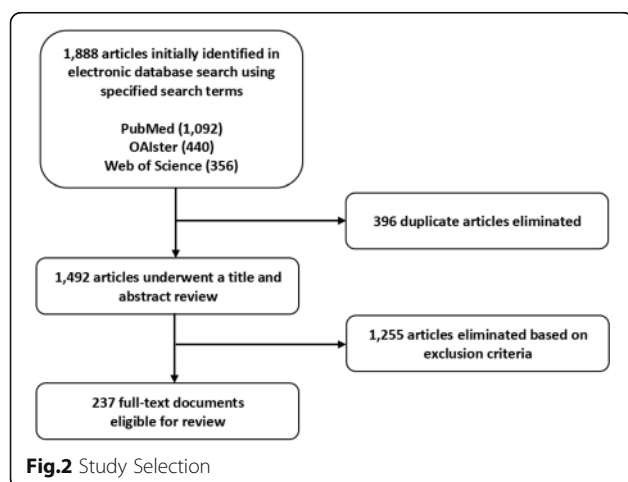 1,888 articles initially identified in
electronic database search using
specified search terms
PubMed (1,092)
OAIster (440)
Web of Science (356)
396 duplicate articles eliminated
1,492 articles underwent a title and
abstract review
1,255 articles eliminated based on
exclusion criteria
237 full-text documents
eligible for review
Fig.2 Study Selection